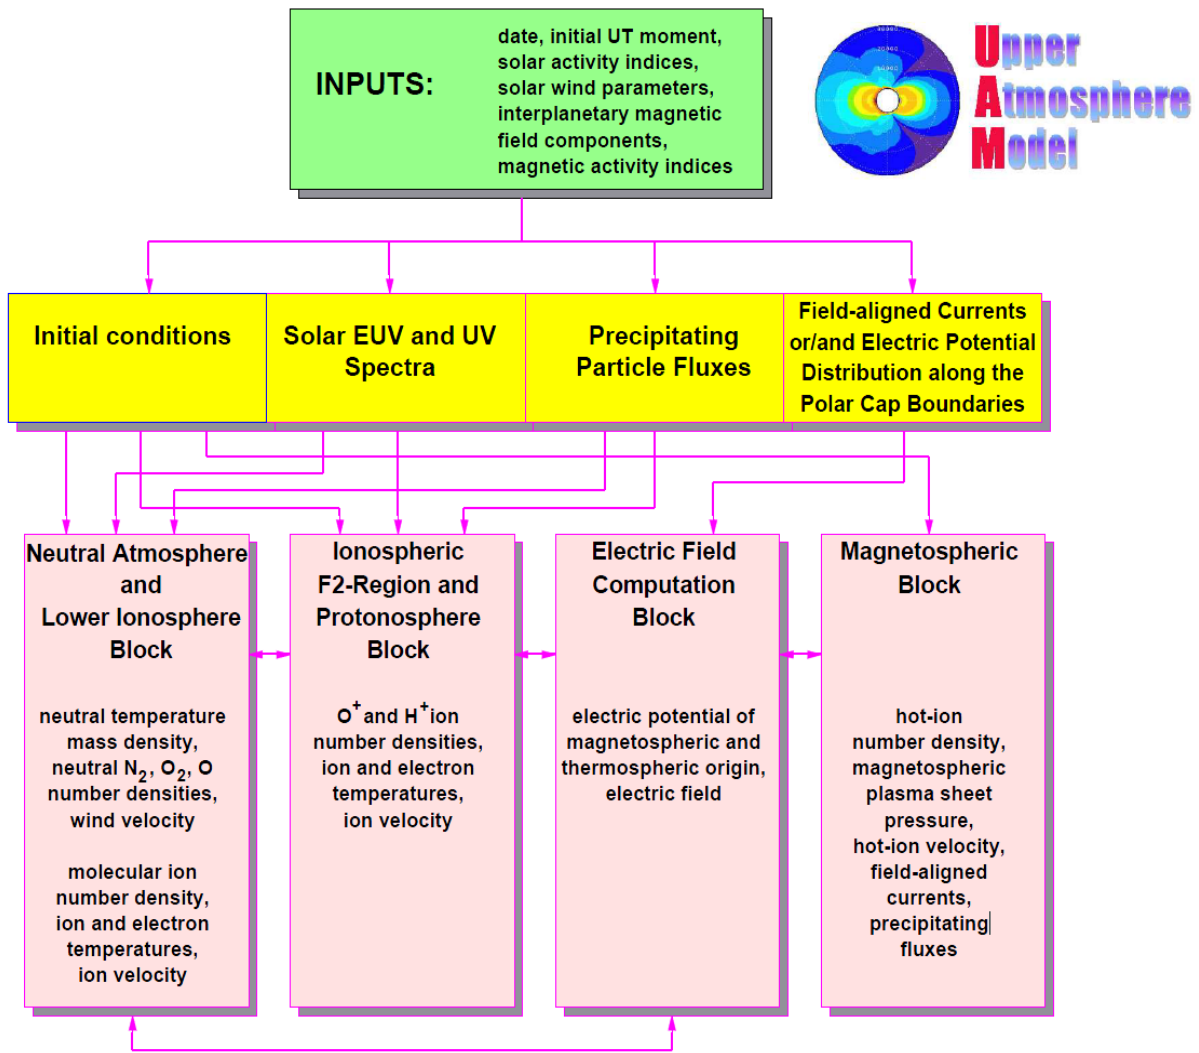 INPUTS:
date, initial UT moment,
solar activity indices,
solar wind parameters,
interplanetary magnetic
field components,
magnetic activity indices
Upper
Atmosphere
Model
Initial conditions
Solar EUV and UV
Spectra
Precipitating
Particle Fluxes
Field-aligned Currents
or/and Electric Potential
Distribution along the
Polar Cap Boundaries
Neutral Atmosphere
and
Lower Ionosphere
Block
neutral temperature
mass density,
neutral N₂, O₂, O
number densities,
wind velocity
molecular ion
number density,
ion and electron
temperatures,
ion velocity
Ionospheric
F2-Region and
Protonosphere
Block
O⁺ and H⁺ ion
number densities,
ion and electron
temperatures,
ion velocity
Electric Field
Computation
Block
electric potential of
magnetospheric and
thermospheric origin,
electric field
Magnetospheric
Block
hot-ion
number density,
magnetospheric
plasma sheet
pressure,
hot-ion velocity,
field-aligned
currents,
precipitating
fluxes